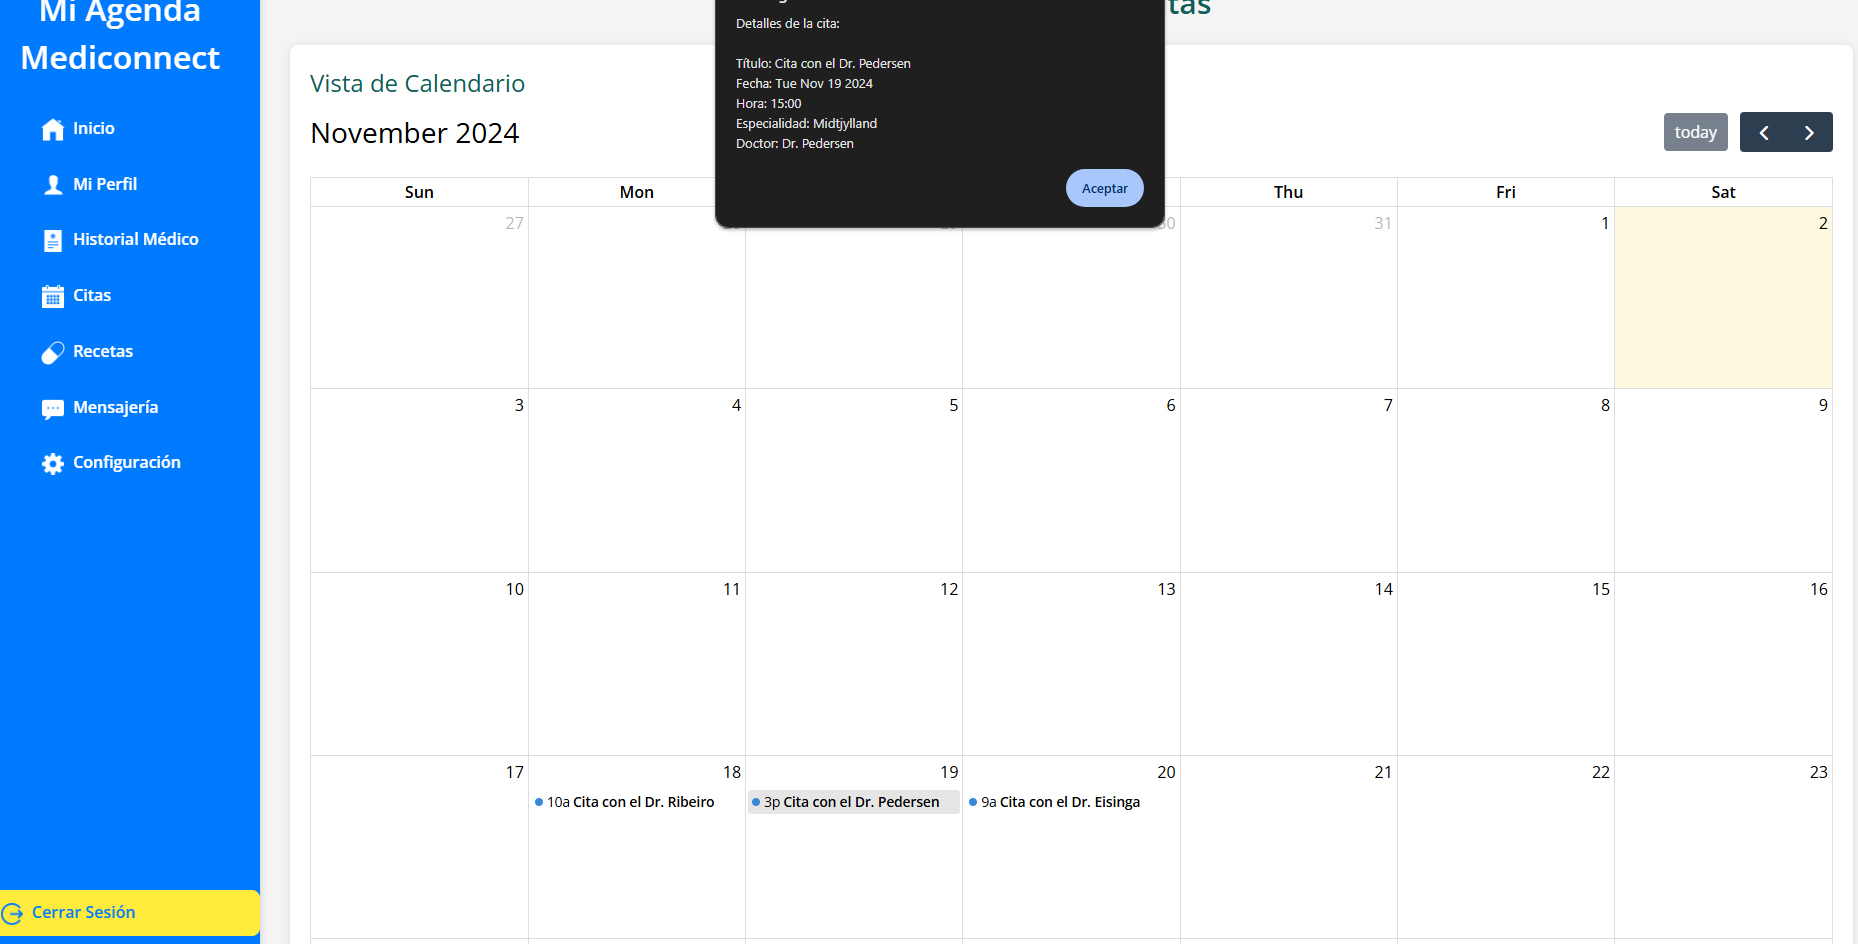 Mi Agenda
Mediconnect
Inicio
Mi Perfil
Historial Médico
Citas
Recetas
Mensajería
Configuración
Cerrar Sesión
tas
Detalles de la cita:
Título: Cita con el Dr. Pedersen
Fecha: Tue Nov 19 2024
Hora: 15:00
Especialidad: Midtjylland
Doctor: Dr. Pedersen
Aceptar
Vista de Calendario
November 2024
today
Sun Mon Thu Fri Sat
27 30 31 1 2
3 4 5 6 7 8 9
10 11 12 13 14 15 16
17 18 19 20 21 22 23
10a Cita con el Dr. Ribeiro 3p Cita con el Dr. Pedersen 9a Cita con el Dr. Eisinga